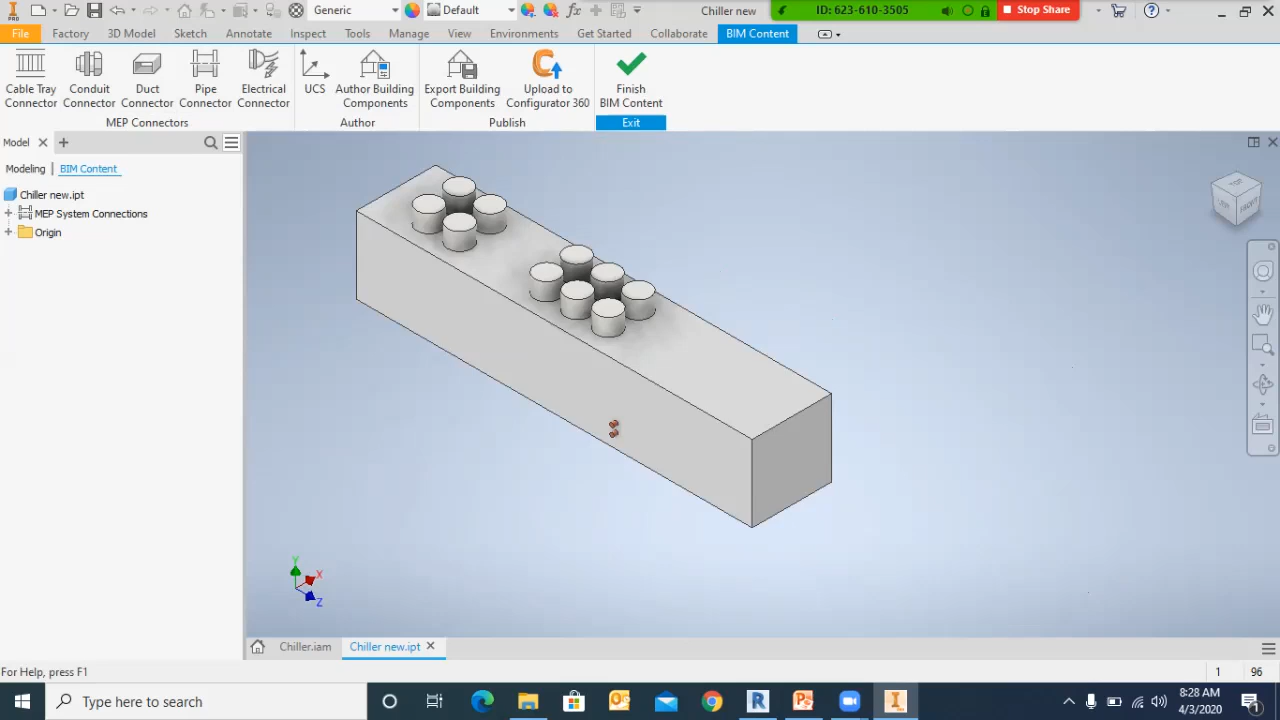 Generic
Default
Chiller new
ID: 623-610-3505
Stop Share
File
Factory
3D Model
Sketch
Annotate
Inspect
Tools
Manage
View
Environments
Get Started
Collaborate
BIM Content
Cable Tray
Connector
Conduit
Connector
Duct
Connector
Pipe
Connector
Electrical
Connector
UCS
Author Building
Components
Export Building
Components
Upload to
Configurator 360
Finish
BIM Content
MEP Connectors
Author
Publish
Exit
Model
Modeling
BIM Content
Chiller new.ipt
MEP System Connections
Origin
TOP
FRONT
Y
X
Z
Chiller.iam
Chiller new.ipt
For Help, press F1
1
96
Type here to search
8:28 AM
4/3/2020